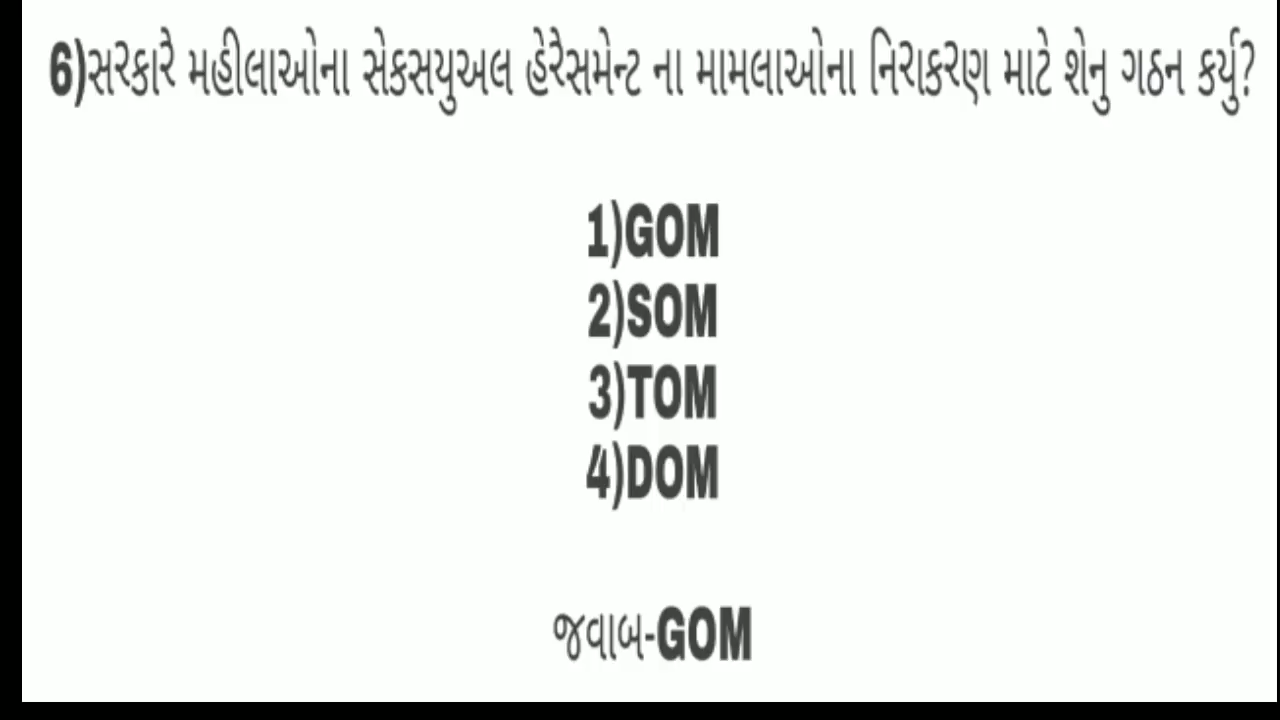 6)સરકારે મહીલાઓના સેકસયુઅલ હેરેસમેન્ટ ના મામલાઓના નિરાકરણ માટે શેનુ ગઠન કર્યુ?
1)GOM
2)SOM
3)TOM
4)DOM
જવાબ-GOM